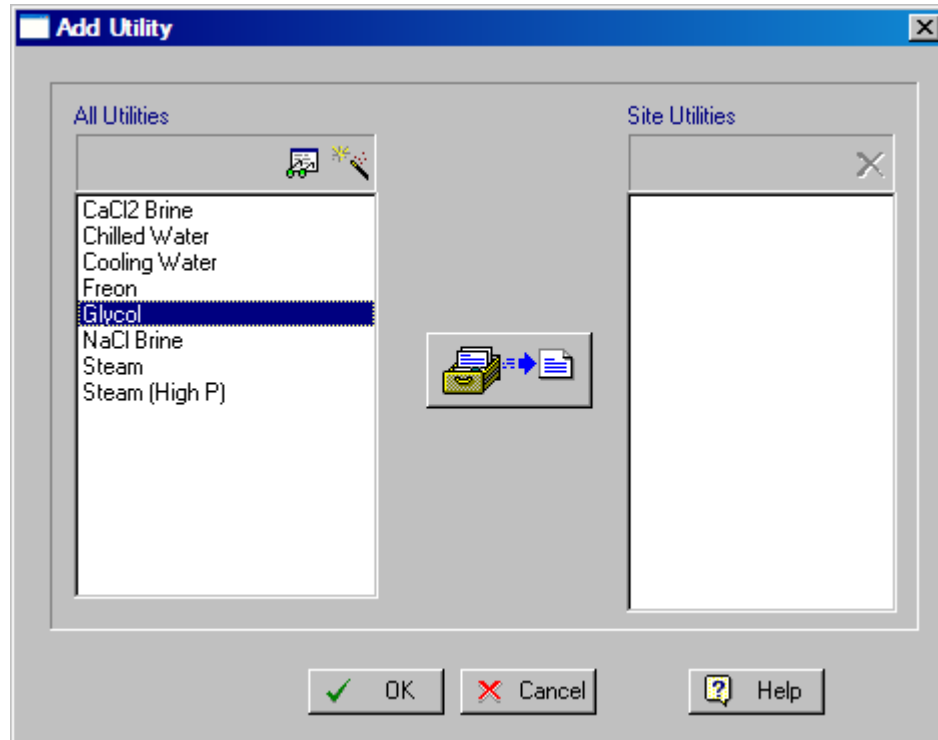 Add Utility
All Utilities
Site Utilities
CaCl2 Brine
Chilled Water
Cooling Water
Freon
Glycol
NaCl Brine
Steam
Steam (High P)
OK
Cancel
Help